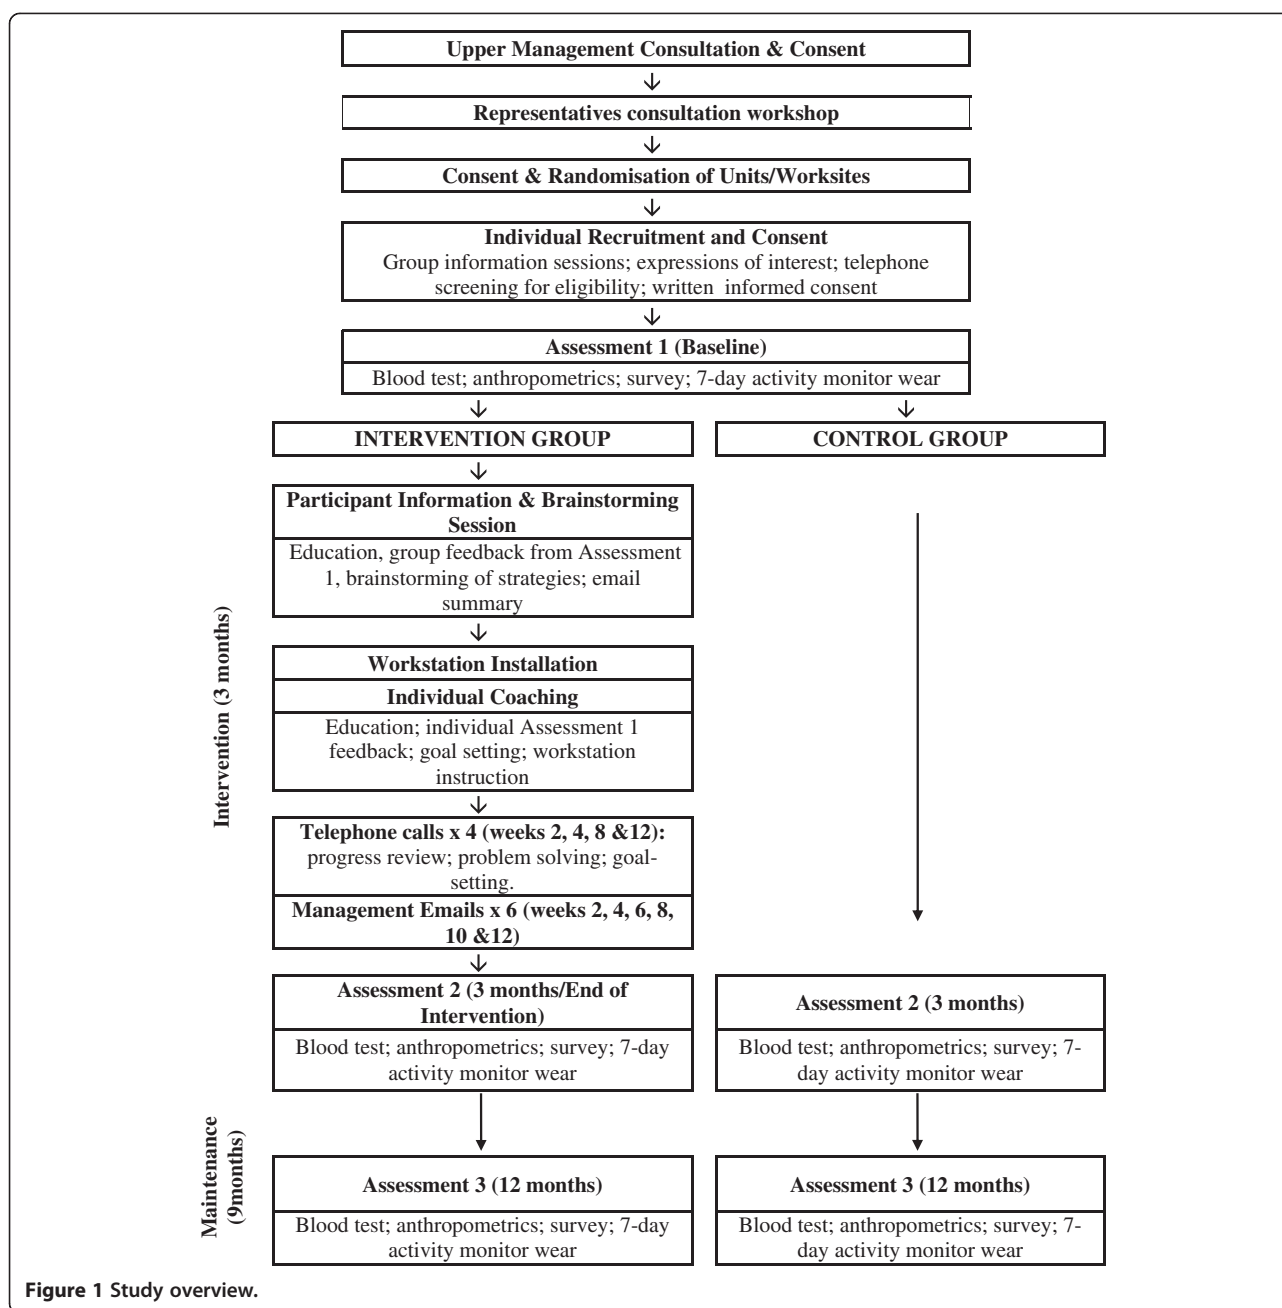 Upper Management Consultation & Consent
Representatives consultation workshop
Consent & Randomisation of Units/Worksites
Individual Recruitment and Consent
Group information sessions; expressions of interest; telephone
screening for eligibility; written informed consent
Assessment 1 (Baseline)
Blood test; anthropometrics; survey; 7-day activity monitor wear
INTERVENTION GROUP
CONTROL GROUP
Intervention (3 months)
Participant Information & Brainstorming
Session
Education, group feedback from Assessment
1, brainstorming of strategies; email
summary
Workstation Installation
Individual Coaching
Education; individual Assessment 1
feedback; goal setting; workstation
instruction
Telephone calls x 4 (weeks 2, 4, 8 &12):
progress review; problem solving; goal-
setting.
Management Emails x 6 (weeks 2, 4, 6, 8,
10 &12)
Assessment 2 (3 months/End of
Intervention)
Blood test; anthropometrics; survey; 7-day
activity monitor wear
Assessment 2 (3 months)
Blood test; anthropometrics; survey; 7-
day activity monitor wear
Maintenance
(9months)
Assessment 3 (12 months)
Blood test; anthropometrics; survey; 7-day
activity monitor wear
Assessment 3 (12 months)
Blood test; anthropometrics; survey; 7-
day activity monitor wear
Figure 1 Study overview.